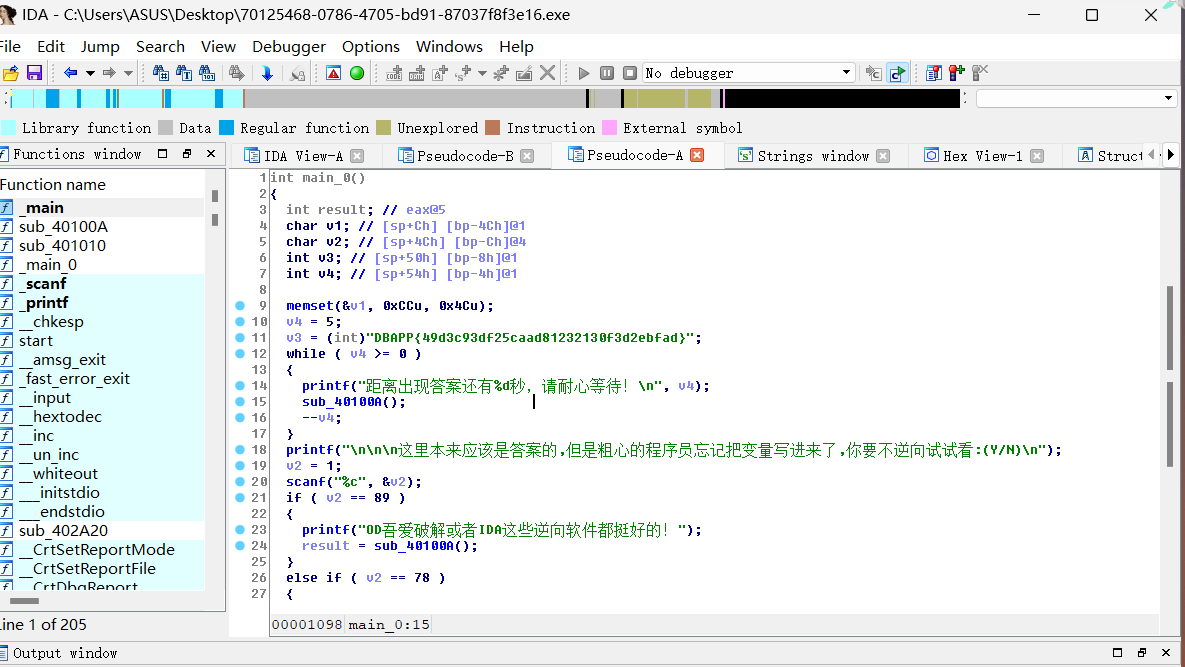 IDA - C:\Users\ASUS\Desktop\70125468-0786-4705-bd91-87037f8f3e16.exe
File Edit Jump Search View Debugger Options Windows Help
No debugger
Library function Data Regular function Unexplored Instruction External symbol
Functions window IDA View-A Pseudocode-B Pseudocode-A Strings window Hex View-1 Struct
Function name
_main
sub_40100A
sub_401010
_main_0
_scanf
_printf
__chkesp
start
__amsg_exit
_fast_error_exit
__input
__hextodec
__inc
__un_inc
__whiteout
___initstdio
___endstdio
sub_402A20
__CrtSetReportMode
__CrtSetReportFile
__CrtDbgReport
Line 1 of 205
1 int main_0()
2 {
3 int result; // eax@5
4 char v1; // [sp+Ch] [bp-4Ch]@1
5 char v2; // [sp+4Ch] [bp-Ch]@4
6 int v3; // [sp+50h] [bp-8h]@1
7 int v4; // [sp+54h] [bp-4h]@1
8
9 memset(&v1, 0xCCu, 0x4Cu);
10 v4 = 5;
11 v3 = (int)"DBAPP{49d3c93df25caad81232130f3d2ebfad}";
12 while ( v4 >= 0 )
13 {
14 printf("距离出现答案还有%d秒，请耐心等待！\n", v4);
15 sub_40100A();
16 --v4;
17 }
18 printf("\n\n\n这里本来应该是答案的,但是粗心的程序员忘记把变量写进来了,你要不逆向试试看:(Y/N)\n");
19 v2 = 1;
20 scanf("%c", &v2);
21 if ( v2 == 89 )
22 {
23 printf("OD吾爱破解或者IDA这些逆向软件都挺好的！");
24 result = sub_40100A();
25 }
26 else if ( v2 == 78 )
27 {
00001098 main_0:15
Output window